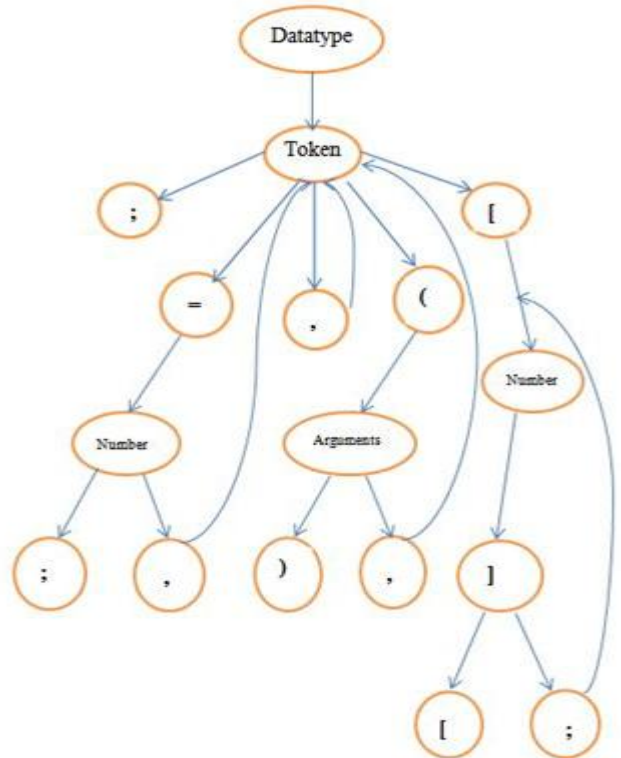 Datatype
Token
;
[
=
,
(
Number
Number
Arguments
;
,
)
,
]
[
;